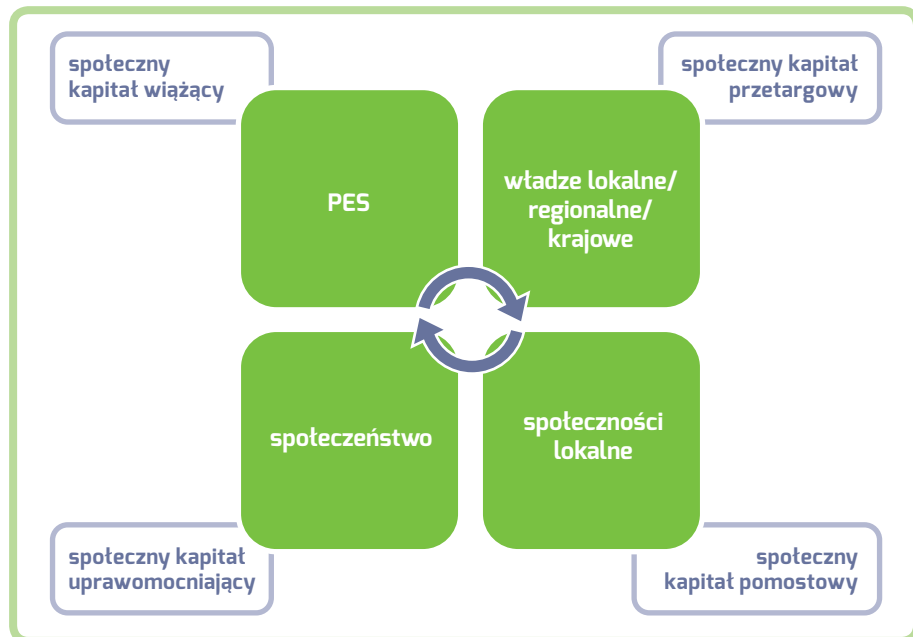 społeczny
kapitał wiążący
społeczny kapitał
przetargowy
PES
władze lokalne/
regionalne/
krajowe
społeczeństwo
społeczności
lokalne
społeczny kapitał
uprawomocniający
społeczny
kapitał pomostowy